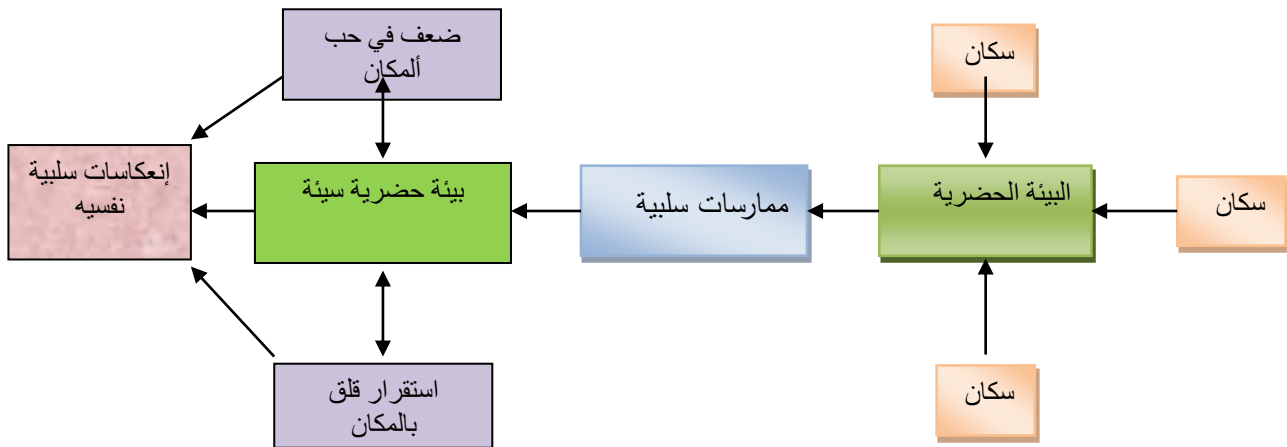 سكان
سكان
سكان
البيئة الحضرية
ممارسات سلبية
ضعف في حب
ألمكان
بيئة حضرية سيئة
استقرار قلق
بالمكان
إنعكاسات سلبية
نفسيه